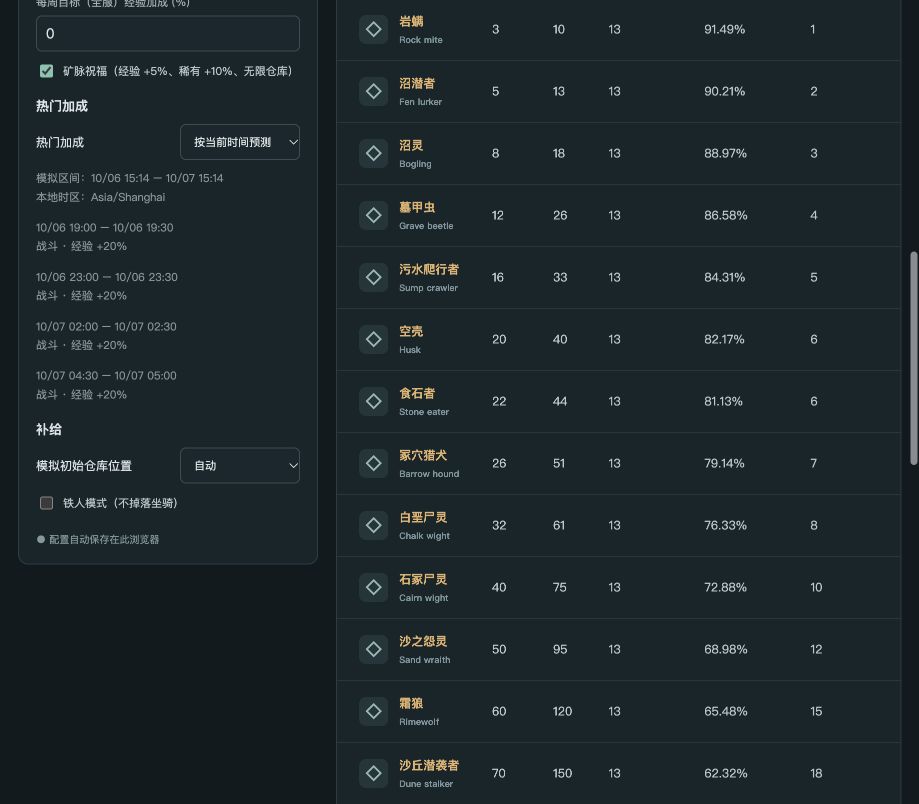 每周目标（全服）经验加成 (%)
0
矿脉祝福（经验 +5%、稀有 +10%、无限仓库）
热门加成
热门加成
按当前时间预测
模拟区间：10/06 15:14 — 10/07 15:14
本地时区：Asia/Shanghai
10/06 19:00 — 10/06 19:30
战斗 · 经验 +20%
10/06 23:00 — 10/06 23:30
战斗 · 经验 +20%
10/07 02:00 — 10/07 02:30
战斗 · 经验 +20%
10/07 04:30 — 10/07 05:00
战斗 · 经验 +20%
补给
模拟初始仓库位置
自动
铁人模式（不掉落坐骑）
配置自动保存在此浏览器
岩螨 3 10 13 91.49% 1
Rock mite
沼潜者 5 13 13 90.21% 2
Fen lurker
沼灵 8 18 13 88.97% 3
Bogling
墓甲虫 12 26 13 86.58% 4
Grave beetle
污水爬行者 16 33 13 84.31% 5
Sump crawler
空壳 20 40 13 82.17% 6
Husk
食石者 22 44 13 81.13% 6
Stone eater
冢穴猎犬 26 51 13 79.14% 7
Barrow hound
白垩尸灵 32 61 13 76.33% 8
Chalk wight
石冢尸灵 40 75 13 72.88% 10
Cairn wight
沙之怨灵 50 95 13 68.98% 12
Sand wraith
霜狼 60 120 13 65.48% 15
Rimewolf
沙丘潜袭者 70 150 13 62.32% 18
Dune stalker